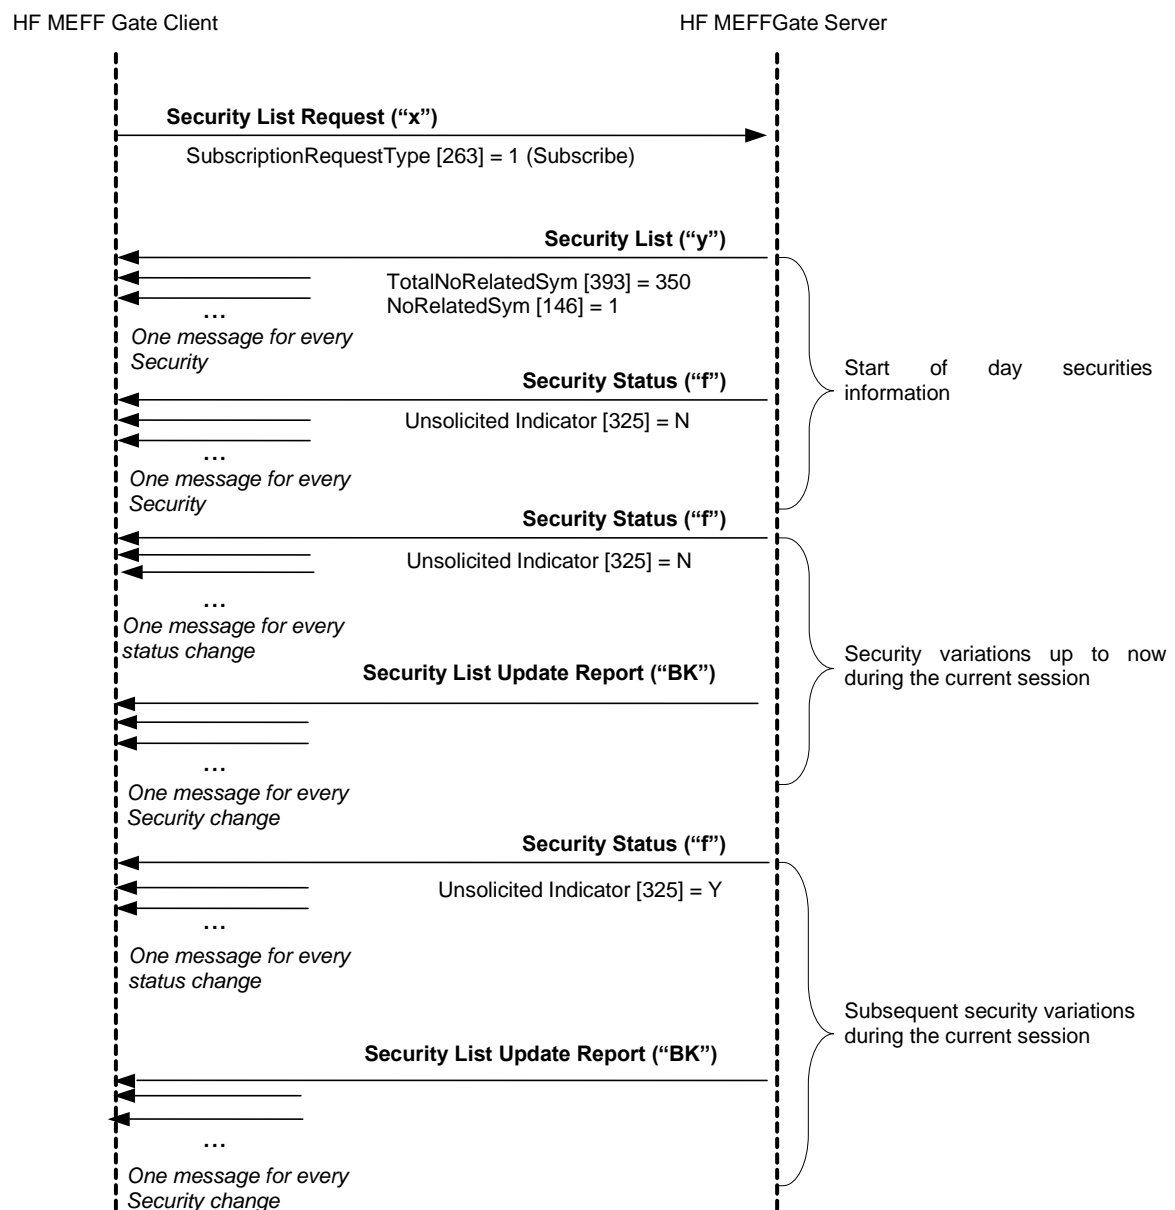 HF MEFF Gate Client
HF MEFFGate Server
Security List Request (“x”)
SubscriptionRequestType [263] = 1 (Subscribe)
Security List (“y”)
TotalNoRelatedSym [393] = 350
NoRelatedSym [146] = 1
...
One message for every
Security
Start of day securities
information
Security Status (“f”)
Unsolicited Indicator [325] = N
...
One message for every
Security
Security Status (“f”)
Unsolicited Indicator [325] = N
...
One message for every
status change
Security variations up to now
during the current session
Security List Update Report (“BK”)
...
One message for every
Security change
Security Status (“f”)
Unsolicited Indicator [325] = Y
...
One message for every
status change
Subsequent security variations
during the current session
Security List Update Report (“BK”)
...
One message for every
Security change